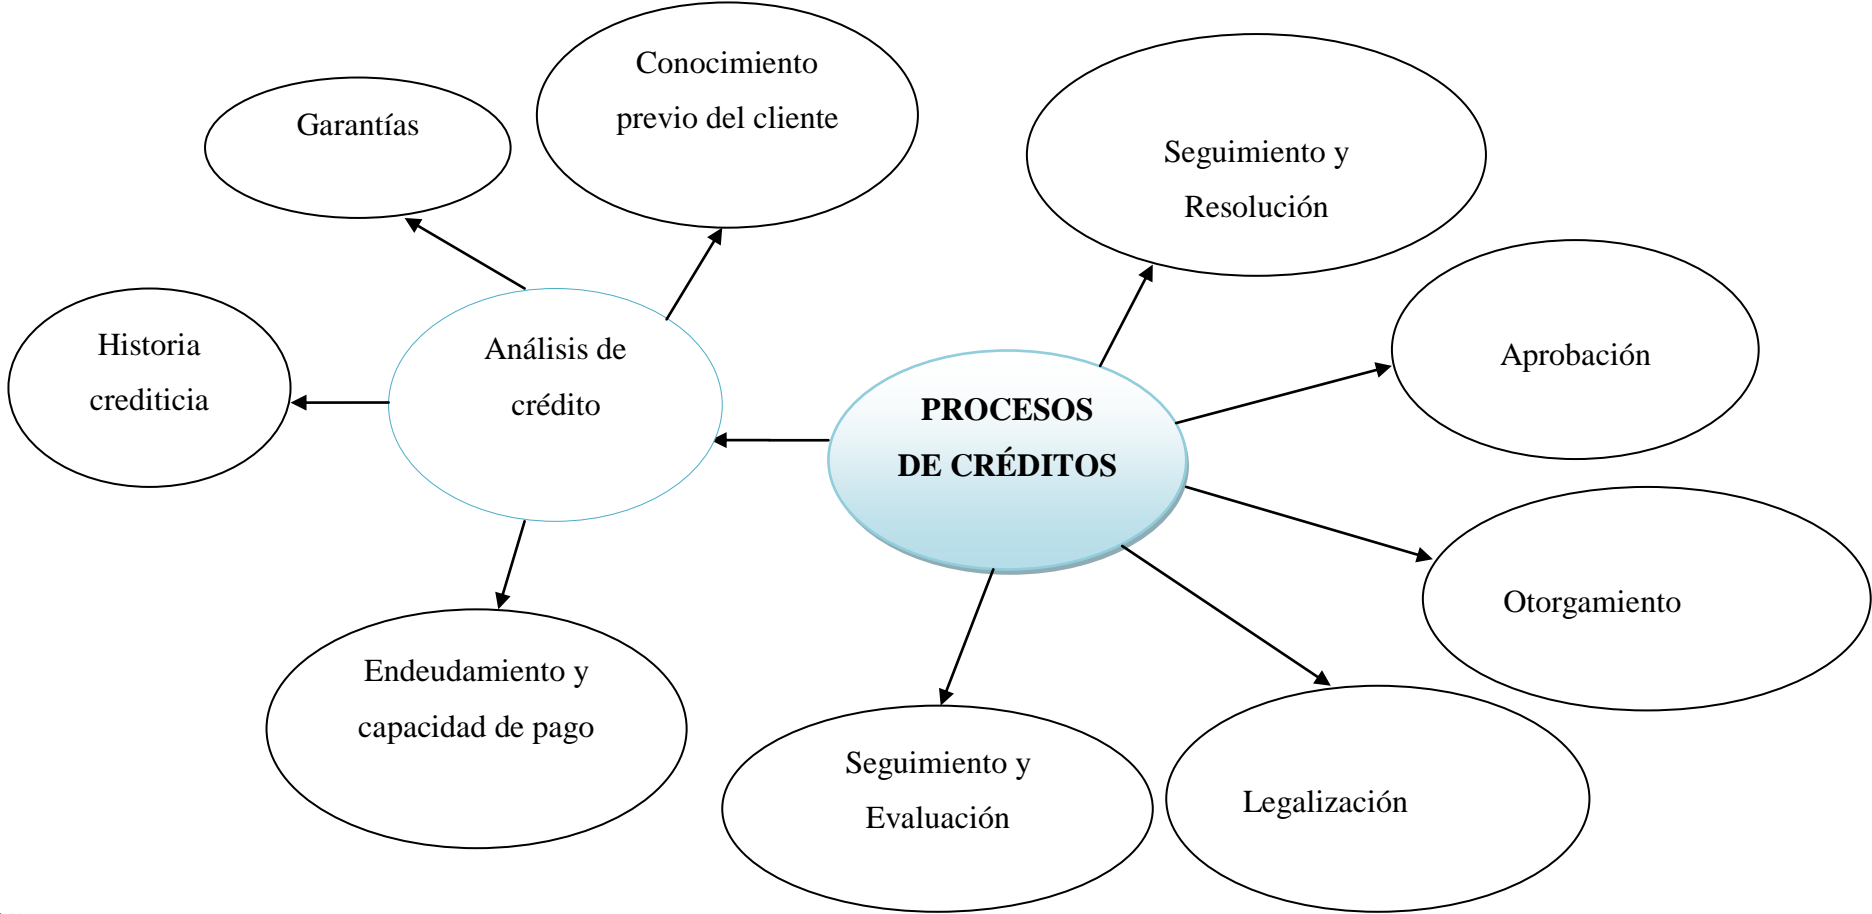 Conocimiento
previo del cliente
Garantías
Seguimiento y
Resolución
Historia
crediticia
Análisis de
crédito
Aprobación
PROCESOS
DE CRÉDITOS
Otorgamiento
Endeudamiento y
capacidad de pago
Seguimiento y
Evaluación
Legalización